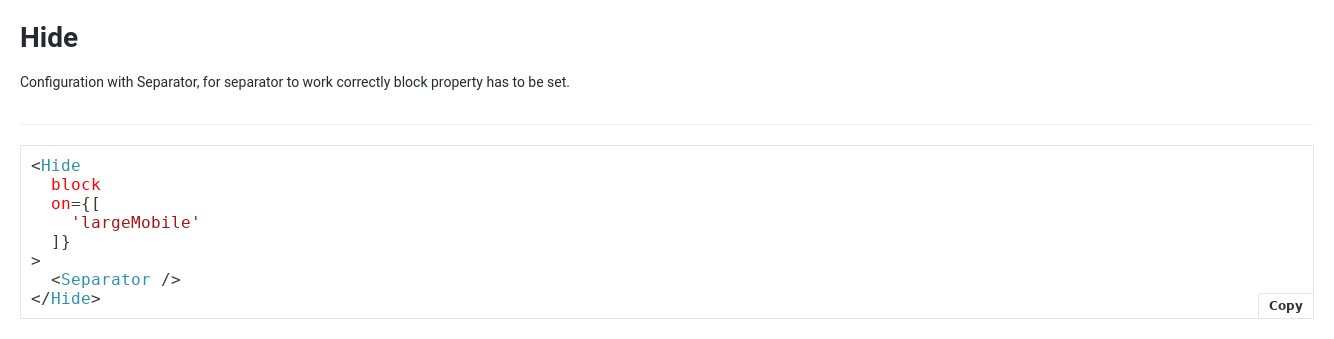 Hide
Configuration with Separator, for separator to work correctly block property has to be set.
<Hide
  block
  on={[
    'largeMobile'
  ]}
>
  <Separator />
</Hide>
Copy